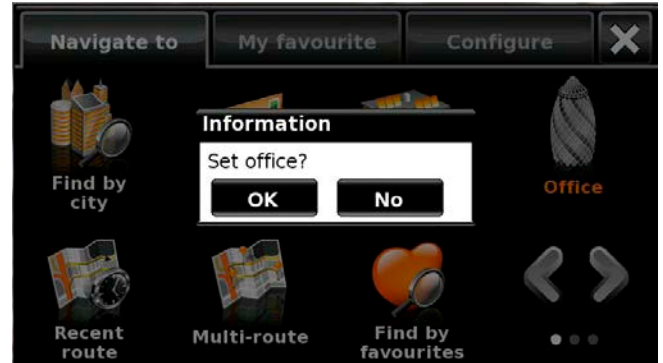 Navigate to
My favourite
Configure
Information
Set office?
OK
No
Find by
city
Office
Recent
route
Multi-route
Find by
favourites